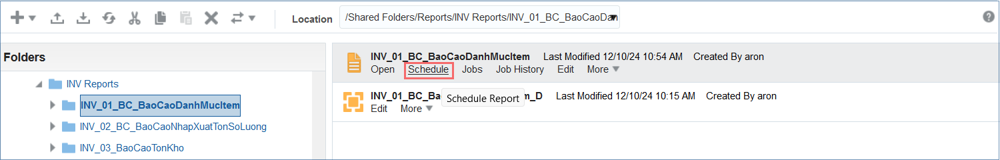 Location /Shared Folders/Reports/INV Reports/INV_01_BC_BaoCaoDan
Folders
INV Reports
INV_01_BC_BaoCaoDanhMucItem
INV_02_BC_BaoCaoNhapXuatTonSoLuong
INV_03_BaoCaoTonKho
INV_01_BC_BaoCaoDanhMucItem Last Modified 12/10/24 10:54 AM Created By aron
Open Schedule Jobs Job History Edit More
INV_01_BC_Ba m_D Last Modified 12/10/24 10:15 AM Created By aron
Schedule Report
Edit More